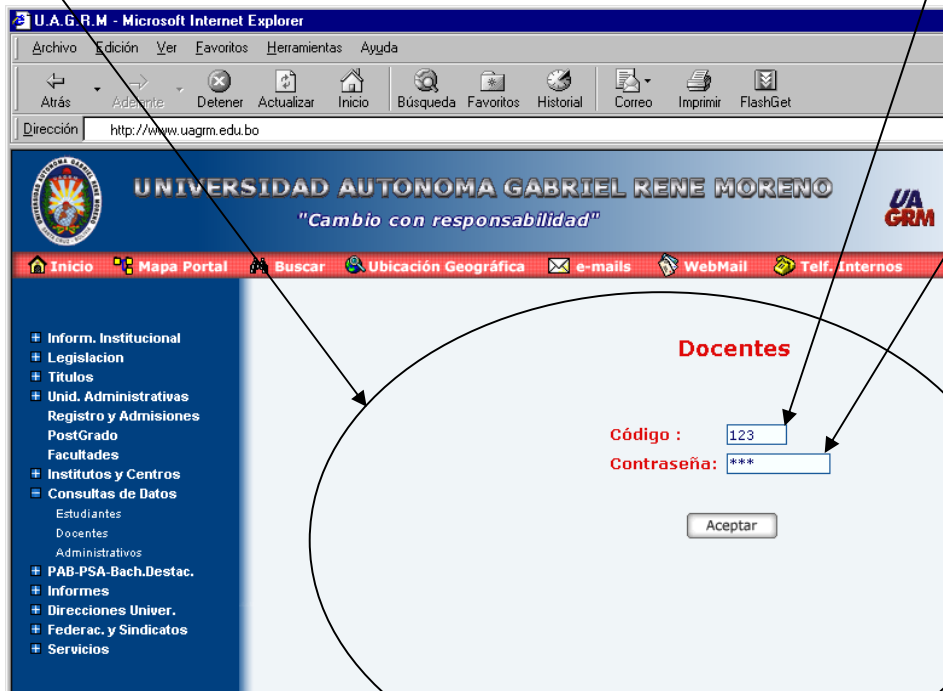 U.A.G.R.M - Microsoft Internet Explorer
Archivo Edición Ver Favoritos Herramientas Ayuda
Atrás Adelante Detener Actualizar Inicio Búsqueda Favoritos Historial Correo Imprimir FlashGet
Dirección http://www.uagrm.edu.bo
UNIVERSIDAD AUTONOMA GABRIEL RENE MORENO
"Cambio con responsabilidad"
UA
GRM
Inicio Mapa Portal Buscar Ubicación Geográfica e-mails WebMail Telf. Internos
Inform. Institucional
Legislacion
Titulos
Unid. Administrativas
Registro y Admisiones
PostGrado
Facultades
Institutos y Centros
Consultas de Datos
Estudiantes
Docentes
Administrativos
PAB-PSA-Bach.Destac.
Informes
Direcciones Univer.
Federac. y Sindicatos
Servicios
Docentes
Código : 123
Contraseña: ***
Aceptar